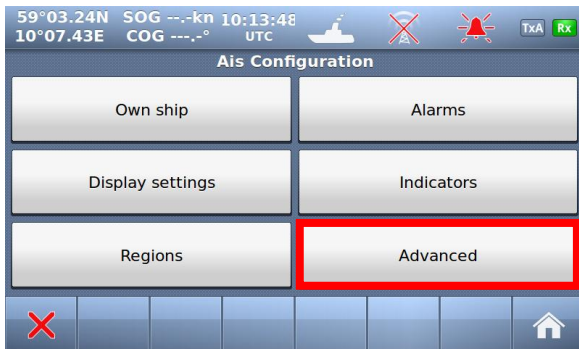 59°03.24N SOG --.-kn 10:13:48
10°07.43E COG ---.-° UTC
TxA Rx
Ais Configuration
Own ship Alarms
Display settings Indicators
Regions Advanced